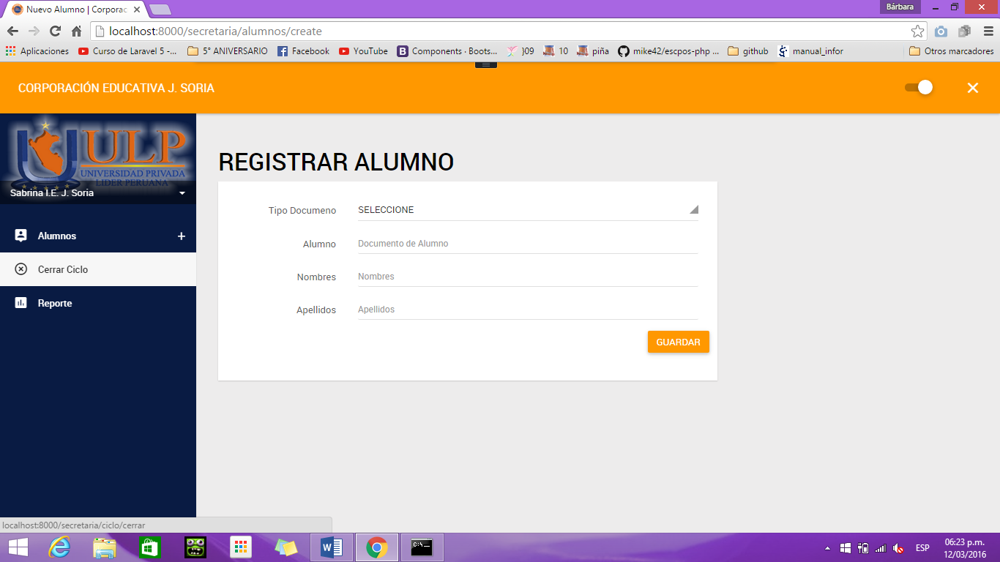 Nuevo Alumno | Corporac
Bárbara
localhost:8000/secretaria/alumnos/create
Aplicaciones Curso de Laravel 5 -... 5° ANIVERSARIO Facebook YouTube Components · Boots... )09 10 piña mike42/escpos-php ... github manual_infor Otros marcadores
CORPORACIÓN EDUCATIVA J. SORIA
ULP
UNIVERSIDAD PRIVADA
LIDER PERUANA
Sabrina I.E. J. Soria
Alumnos
Cerrar Ciclo
Reporte
REGISTRAR ALUMNO
Tipo Documeno SELECCIONE
Alumno Documento de Alumno
Nombres Nombres
Apellidos Apellidos
GUARDAR
localhost:8000/secretaria/ciclo/cerrar
ESP
06:23 p.m.
12/03/2016